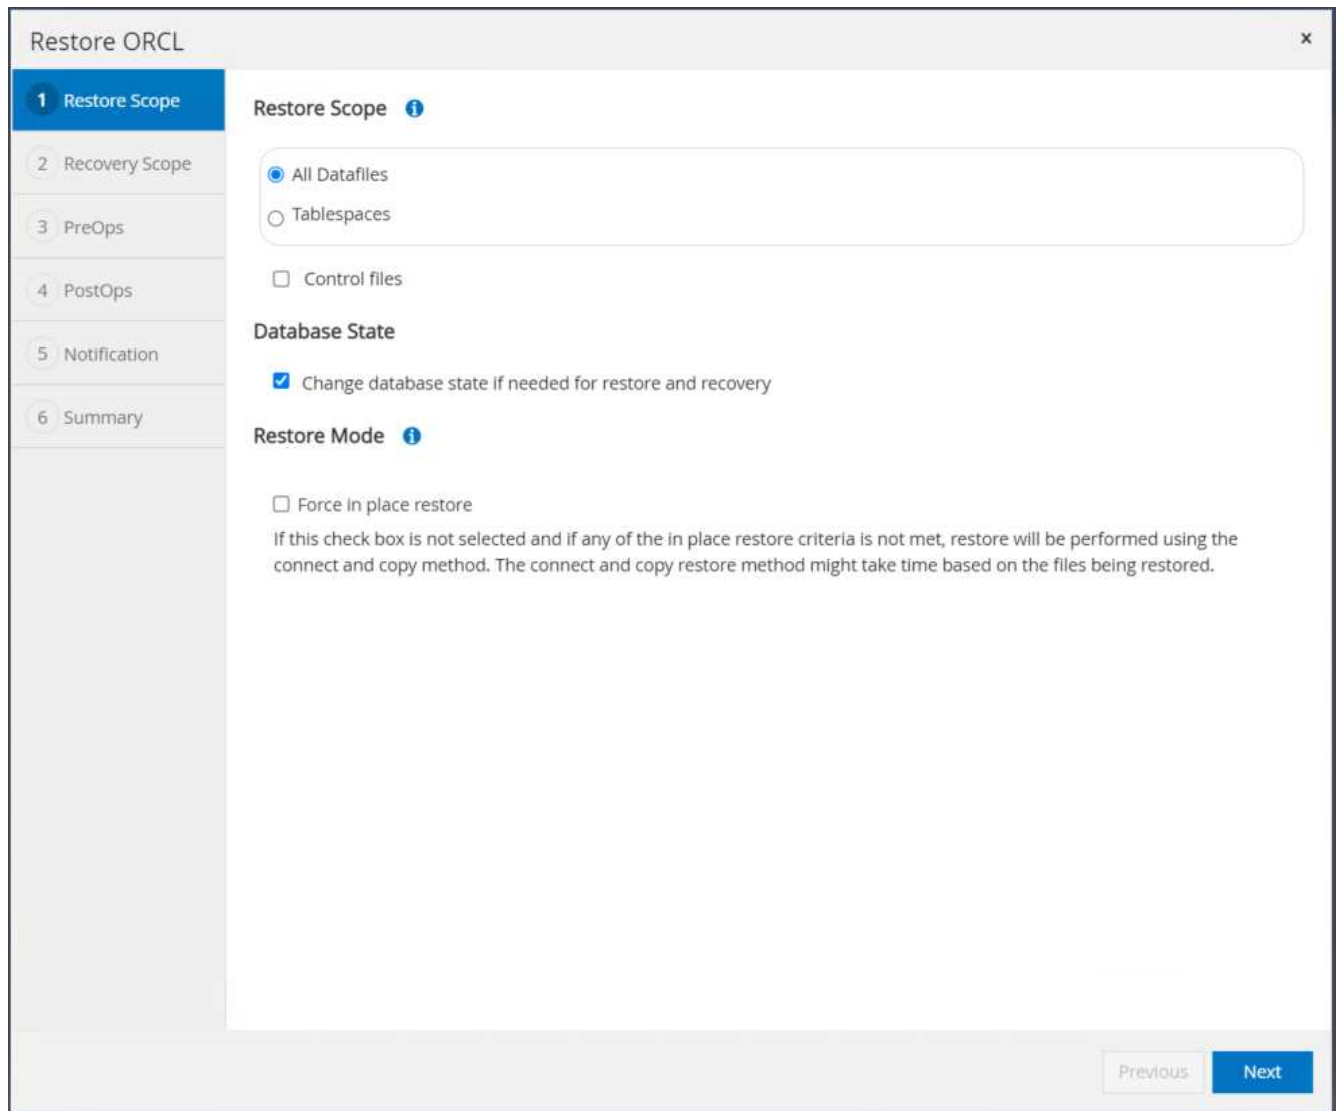 Restore ORCL
x
1 Restore Scope
2 Recovery Scope
3 PreOps
4 PostOps
5 Notification
6 Summary
Restore Scope i
All Datafiles
Tablespaces
Control files
Database State
Change database state if needed for restore and recovery
Restore Mode i
Force in place restore
If this check box is not selected and if any of the in place restore criteria is not met, restore will be performed using the
connect and copy method. The connect and copy restore method might take time based on the files being restored.
Previous
Next